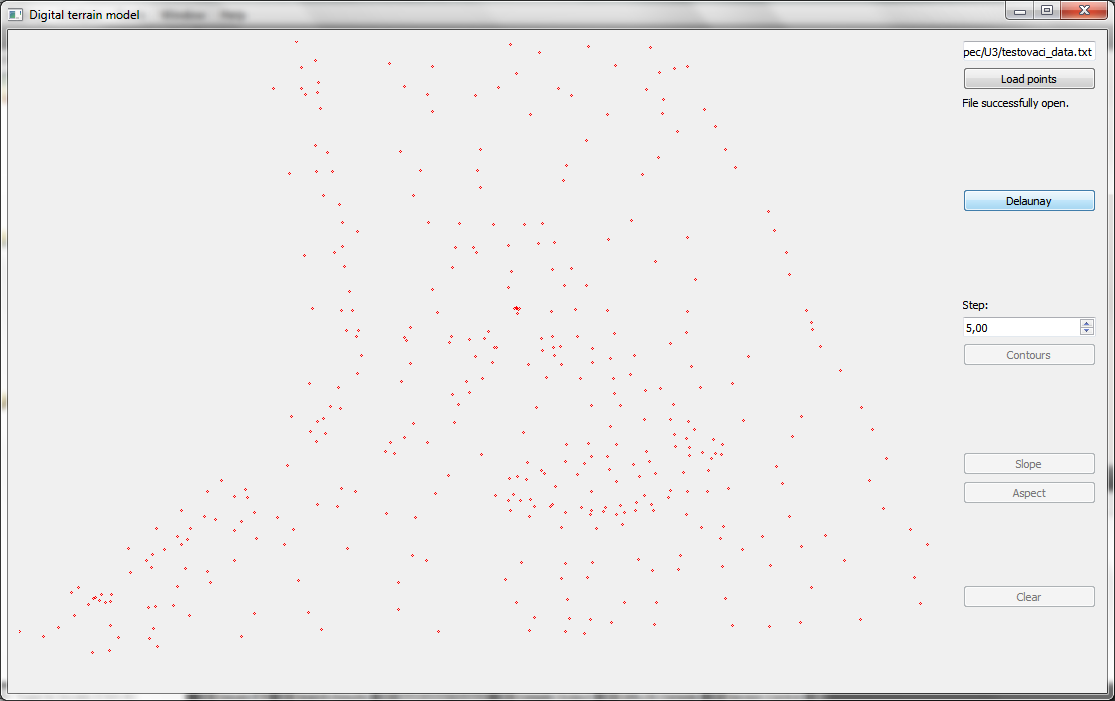 Digital terrain model
pec/U3/testovaci_data.txt
Load points
File successfully open.
Delaunay
Step:
5,00
Contours
Slope
Aspect
Clear